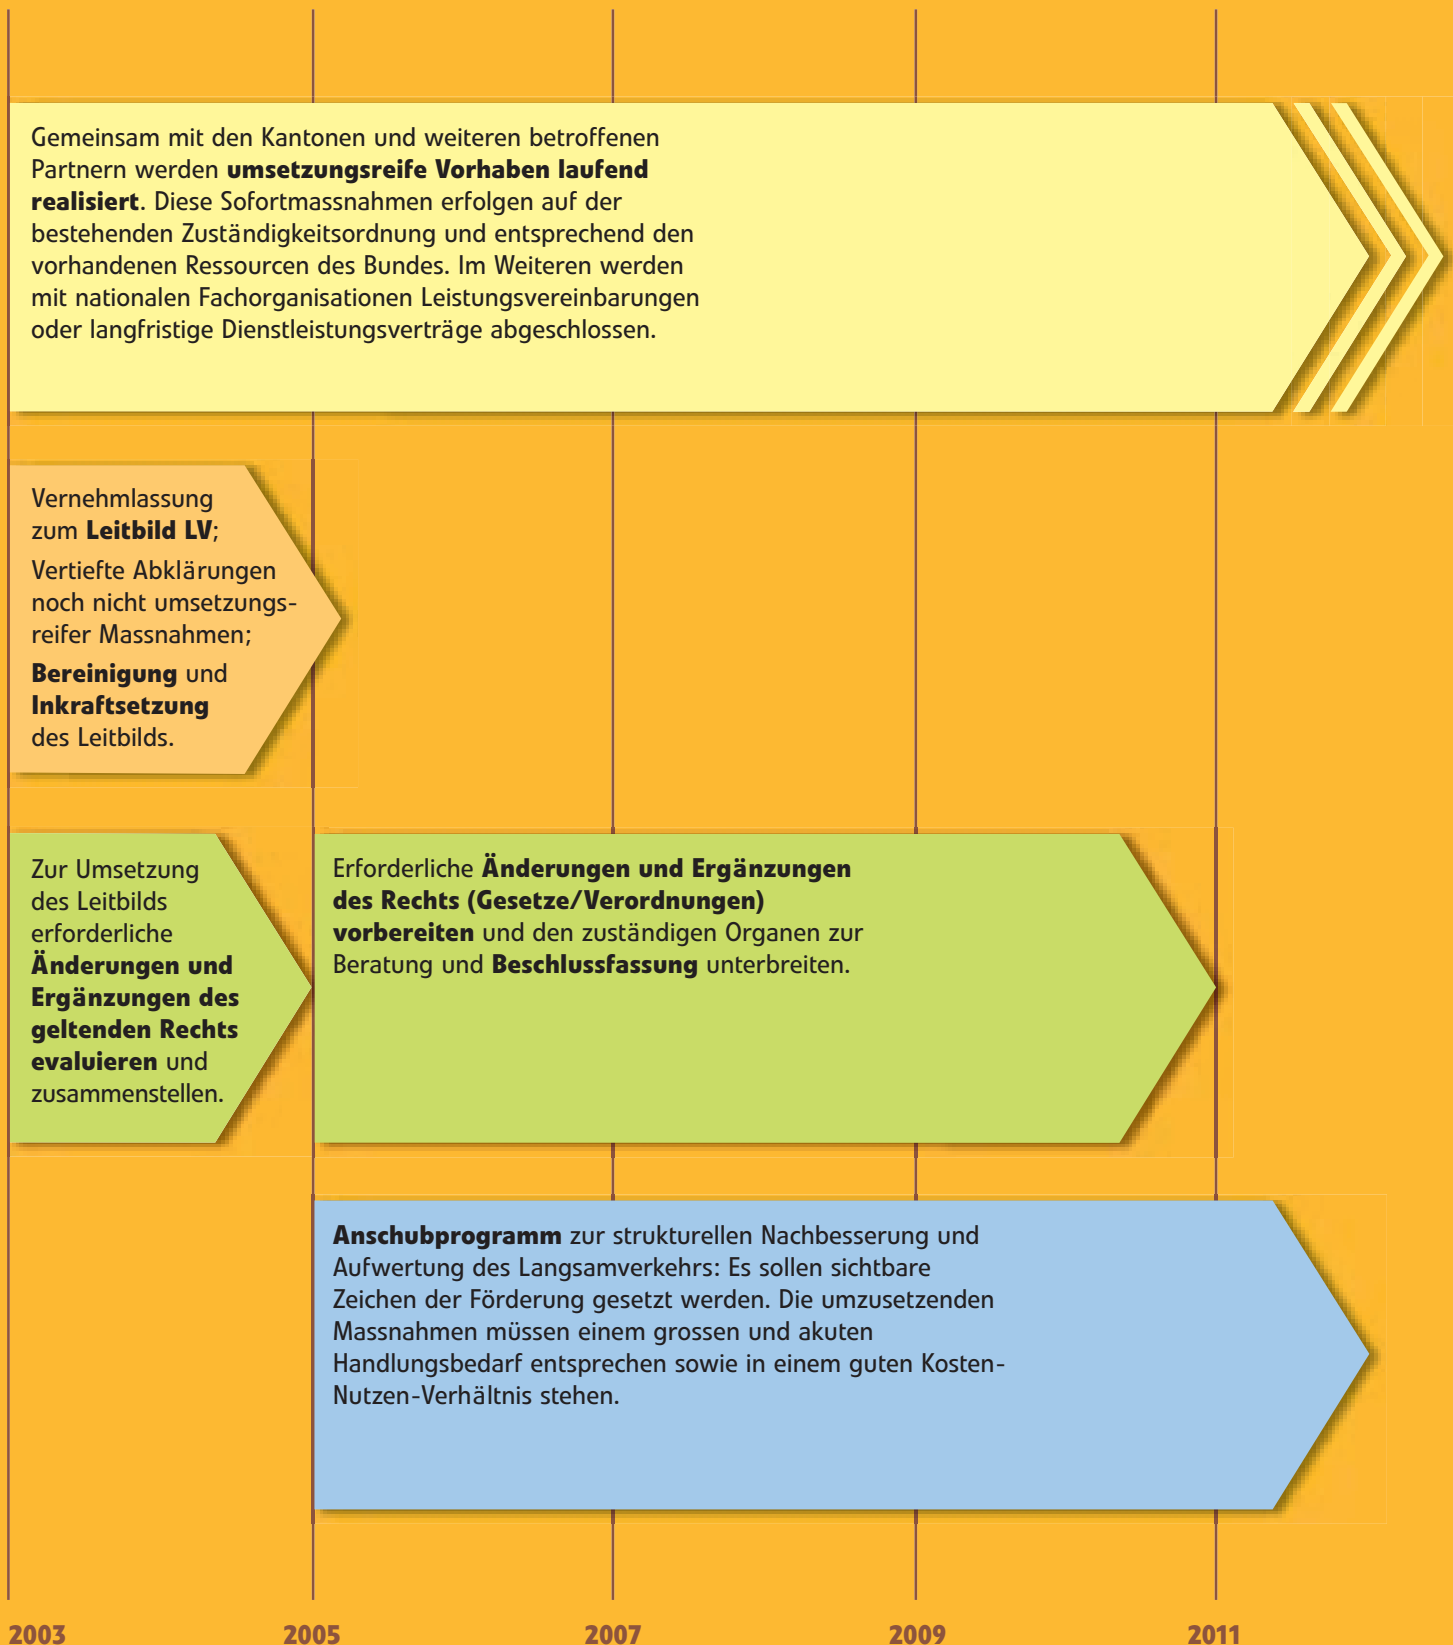 Gemeinsam mit den Kantonen und weiteren betroffenen
Partnern werden umsetzungsreife Vorhaben laufend
realisiert. Diese Sofortmassnahmen erfolgen auf der
bestehenden Zuständigkeitsordnung und entsprechend den
vorhandenen Ressourcen des Bundes. Im Weiteren werden
mit nationalen Fachorganisationen Leistungsvereinbarungen
oder langfristige Dienstleistungsverträge abgeschlossen.
Vernehmlassung
zum Leitbild LV;
Vertiefte Abklärungen
noch nicht umsetzungs-
reifer Massnahmen;
Bereinigung und
Inkraftsetzung
des Leitbilds.
Zur Umsetzung
des Leitbilds
erforderliche
Änderungen und
Ergänzungen des
geltenden Rechts
evaluieren und
zusammenstellen.
Erforderliche Änderungen und Ergänzungen
des Rechts (Gesetze/Verordnungen)
vorbereiten und den zuständigen Organen zur
Beratung und Beschlussfassung unterbreiten.
Anschubprogramm zur strukturellen Nachbesserung und
Aufwertung des Langsamverkehrs: Es sollen sichtbare
Zeichen der Förderung gesetzt werden. Die umzusetzenden
Massnahmen müssen einem grossen und akuten
Handlungsbedarf entsprechen sowie in einem guten Kosten-
Nutzen-Verhältnis stehen.
2003 2005 2007 2009 2011